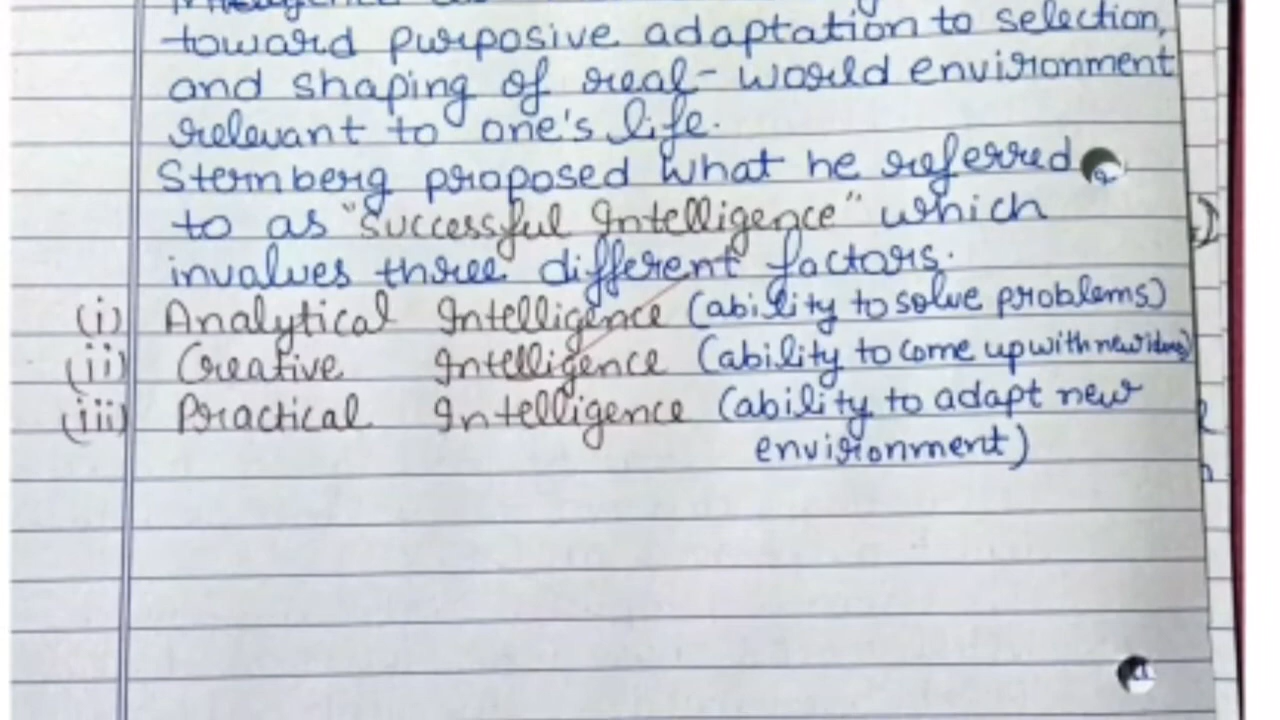 toward purposive adaptation to selection,
and shaping of real-world environment
relevant to one's life.
Sternberg proposed what he referred
to as "Successful Intelligence" which
involves three different factors.
(i) Analytical Intelligence (ability to solve problems)
(ii) Creative Intelligence (ability to come up with new ideas)
(iii) Practical Intelligence (ability to adapt new
environment)